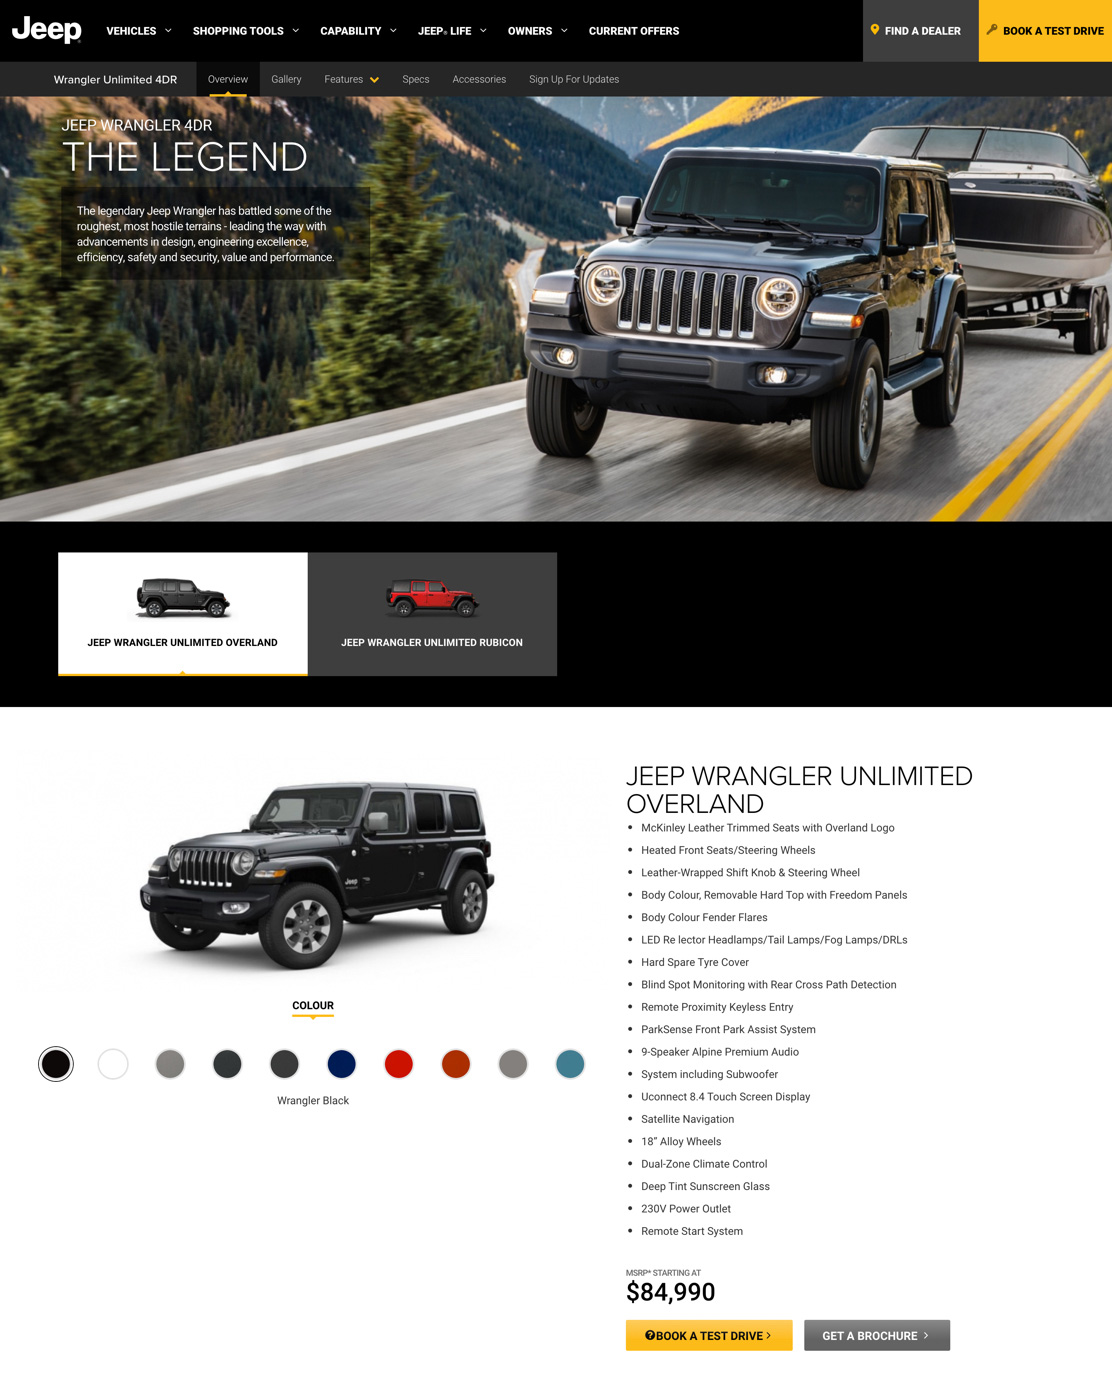 Jeep
VEHICLES
SHOPPING TOOLS
CAPABILITY
JEEP® LIFE
OWNERS
CURRENT OFFERS
FIND A DEALER
BOOK A TEST DRIVE
Wrangler Unlimited 4DR
Overview
Gallery
Features
Specs
Accessories
Sign Up For Updates
JEEP WRANGLER 4DR
THE LEGEND
The legendary Jeep Wrangler has battled some of the
roughest, most hostile terrains - leading the way with
advancements in design, engineering excellence,
efficiency, safety and security, value and performance.
JEEP WRANGLER UNLIMITED OVERLAND
JEEP WRANGLER UNLIMITED RUBICON
Jeep
COLOUR
Wrangler Black
JEEP WRANGLER UNLIMITED
OVERLAND
McKinley Leather Trimmed Seats with Overland Logo
Heated Front Seats/Steering Wheels
Leather-Wrapped Shift Knob & Steering Wheel
Body Colour, Removable Hard Top with Freedom Panels
Body Colour Fender Flares
LED Re lector Headlamps/Tail Lamps/Fog Lamps/DRLs
Hard Spare Tyre Cover
Blind Spot Monitoring with Rear Cross Path Detection
Remote Proximity Keyless Entry
ParkSense Front Park Assist System
9-Speaker Alpine Premium Audio
System including Subwoofer
Uconnect 8.4 Touch Screen Display
Satellite Navigation
18” Alloy Wheels
Dual-Zone Climate Control
Deep Tint Sunscreen Glass
230V Power Outlet
Remote Start System
MSRP* STARTING AT
$84,990
BOOK A TEST DRIVE
GET A BROCHURE